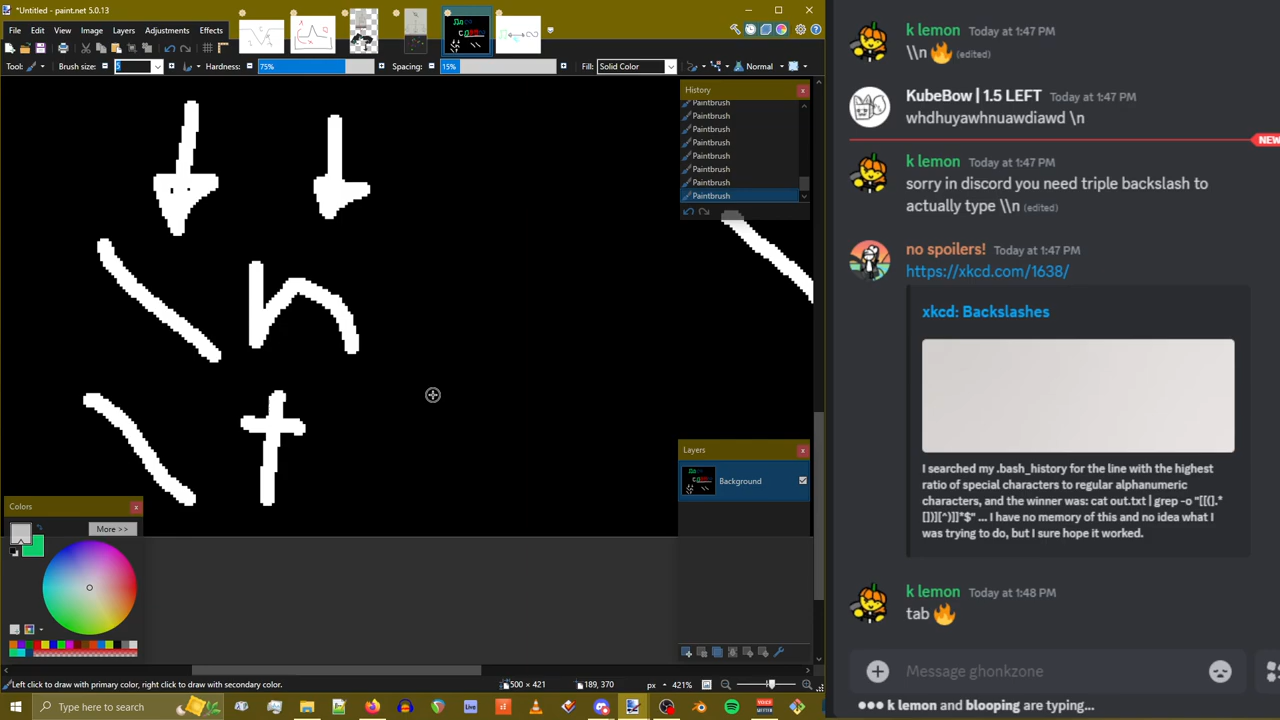 *Untitled - paint.net 5.0.13
File Edit View Image Layers Adjustments Effects
Tool: Brush size: 5 Hardness: 75% Spacing: 15% Fill: Solid Color Normal
History
Paintbrush
Paintbrush
Paintbrush
Paintbrush
Paintbrush
Paintbrush
Paintbrush
Paintbrush
\n
\t
Layers
Background
Colors
More >>
Left click to draw with primary color, right click to draw with secondary color.
500 × 421
189, 370
px
421%
Type here to search
k lemon Today at 1:47 PM
\\n 🔥 (edited)
KubeBow | 1.5 LEFT Today at 1:47 PM
whdhuyawhnuawdiawd \n
NEW
k lemon Today at 1:47 PM
sorry in discord you need triple backslash to
actually type \\n (edited)
no spoilers! Today at 1:47 PM
https://xkcd.com/1638/
xkcd: Backslashes
I searched my .bash_history for the line with the highest
ratio of special characters to regular alphanumeric
characters, and the winner was: cat out.txt | grep -o "[[(].*
[])][^)]]*$" ... I have no memory of this and no idea what I
was trying to do, but I sure hope it worked.
k lemon Today at 1:48 PM
tab 🔥
Message ghonkzone
k lemon and blooping are typing...